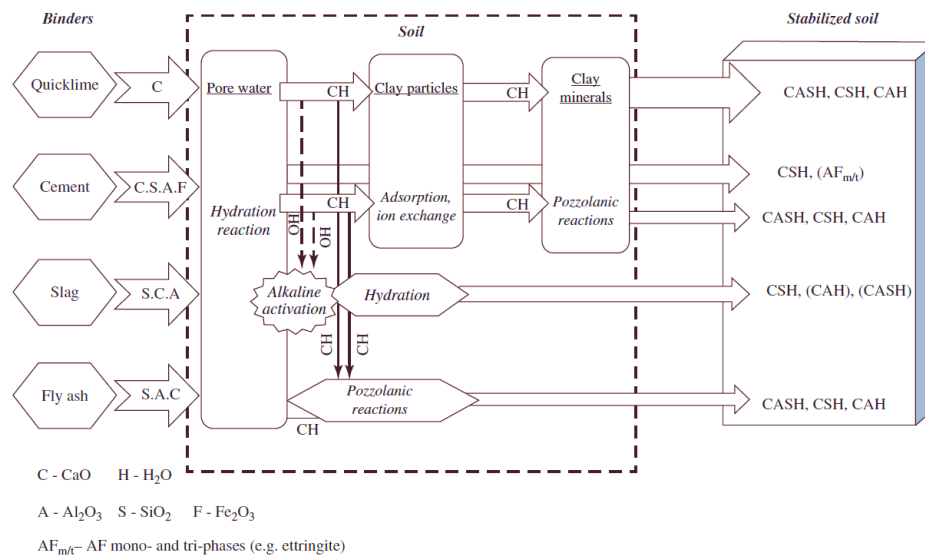 Binders
Soil
Stabilized soil
Quicklime
C
Pore water
CH
Clay particles
CH
Clay
minerals
CASH, CSH, CAH
Cement
C.S.A.F
Hydration
reaction
CH
Adsorption,
ion exchange
CH
Pozzolanic
reactions
CSH, (AFm/t)
CASH, CSH, CAH
OH
OH
Slag
S.C.A
Alkaline
activation
Hydration
CSH, (CAH), (CASH)
CH
CH
Fly ash
S.A.C
Pozzolanic
reactions
CH
CASH, CSH, CAH
C - CaO H - H2O
A - Al2O3 S - SiO2 F - Fe2O3
AFm/t– AF mono- and tri-phases (e.g. ettringite)